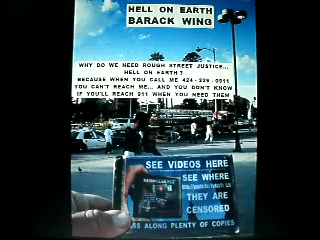 HELL ON EARTH
BARACK WING
WHY DO WE NEED ROUGH STREET JUSTICE...
HELL ON EARTH?
BECAUSE WHEN YOU CALL ME 424-229-0911
YOU CAN'T REACH ME... AND YOU DON'T KNOW
IF YOU'LL REACH 911 WHEN YOU NEED THEM
SEE VIDEOS HERE
SEE WHERE
THEY ARE
CENSORED
ASS ALONG PLENTY OF COPIES